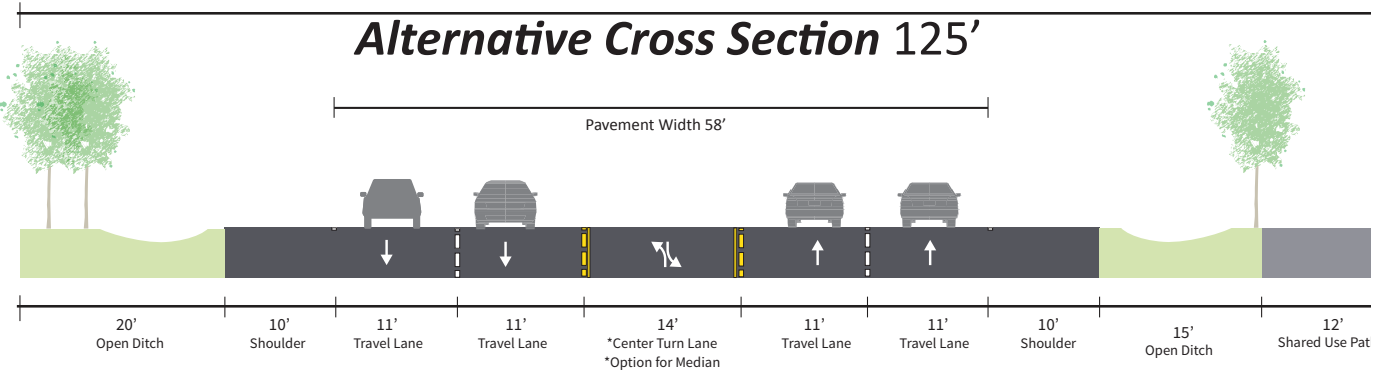 Alternative Cross Section 125’
Pavement Width 58’
20’
Open Ditch
10’
Shoulder
11’
Travel Lane
11’
Travel Lane
14’
*Center Turn Lane
*Option for Median
11’
Travel Lane
11’
Travel Lane
10’
Shoulder
15’
Open Ditch
12’
Shared Use Pat